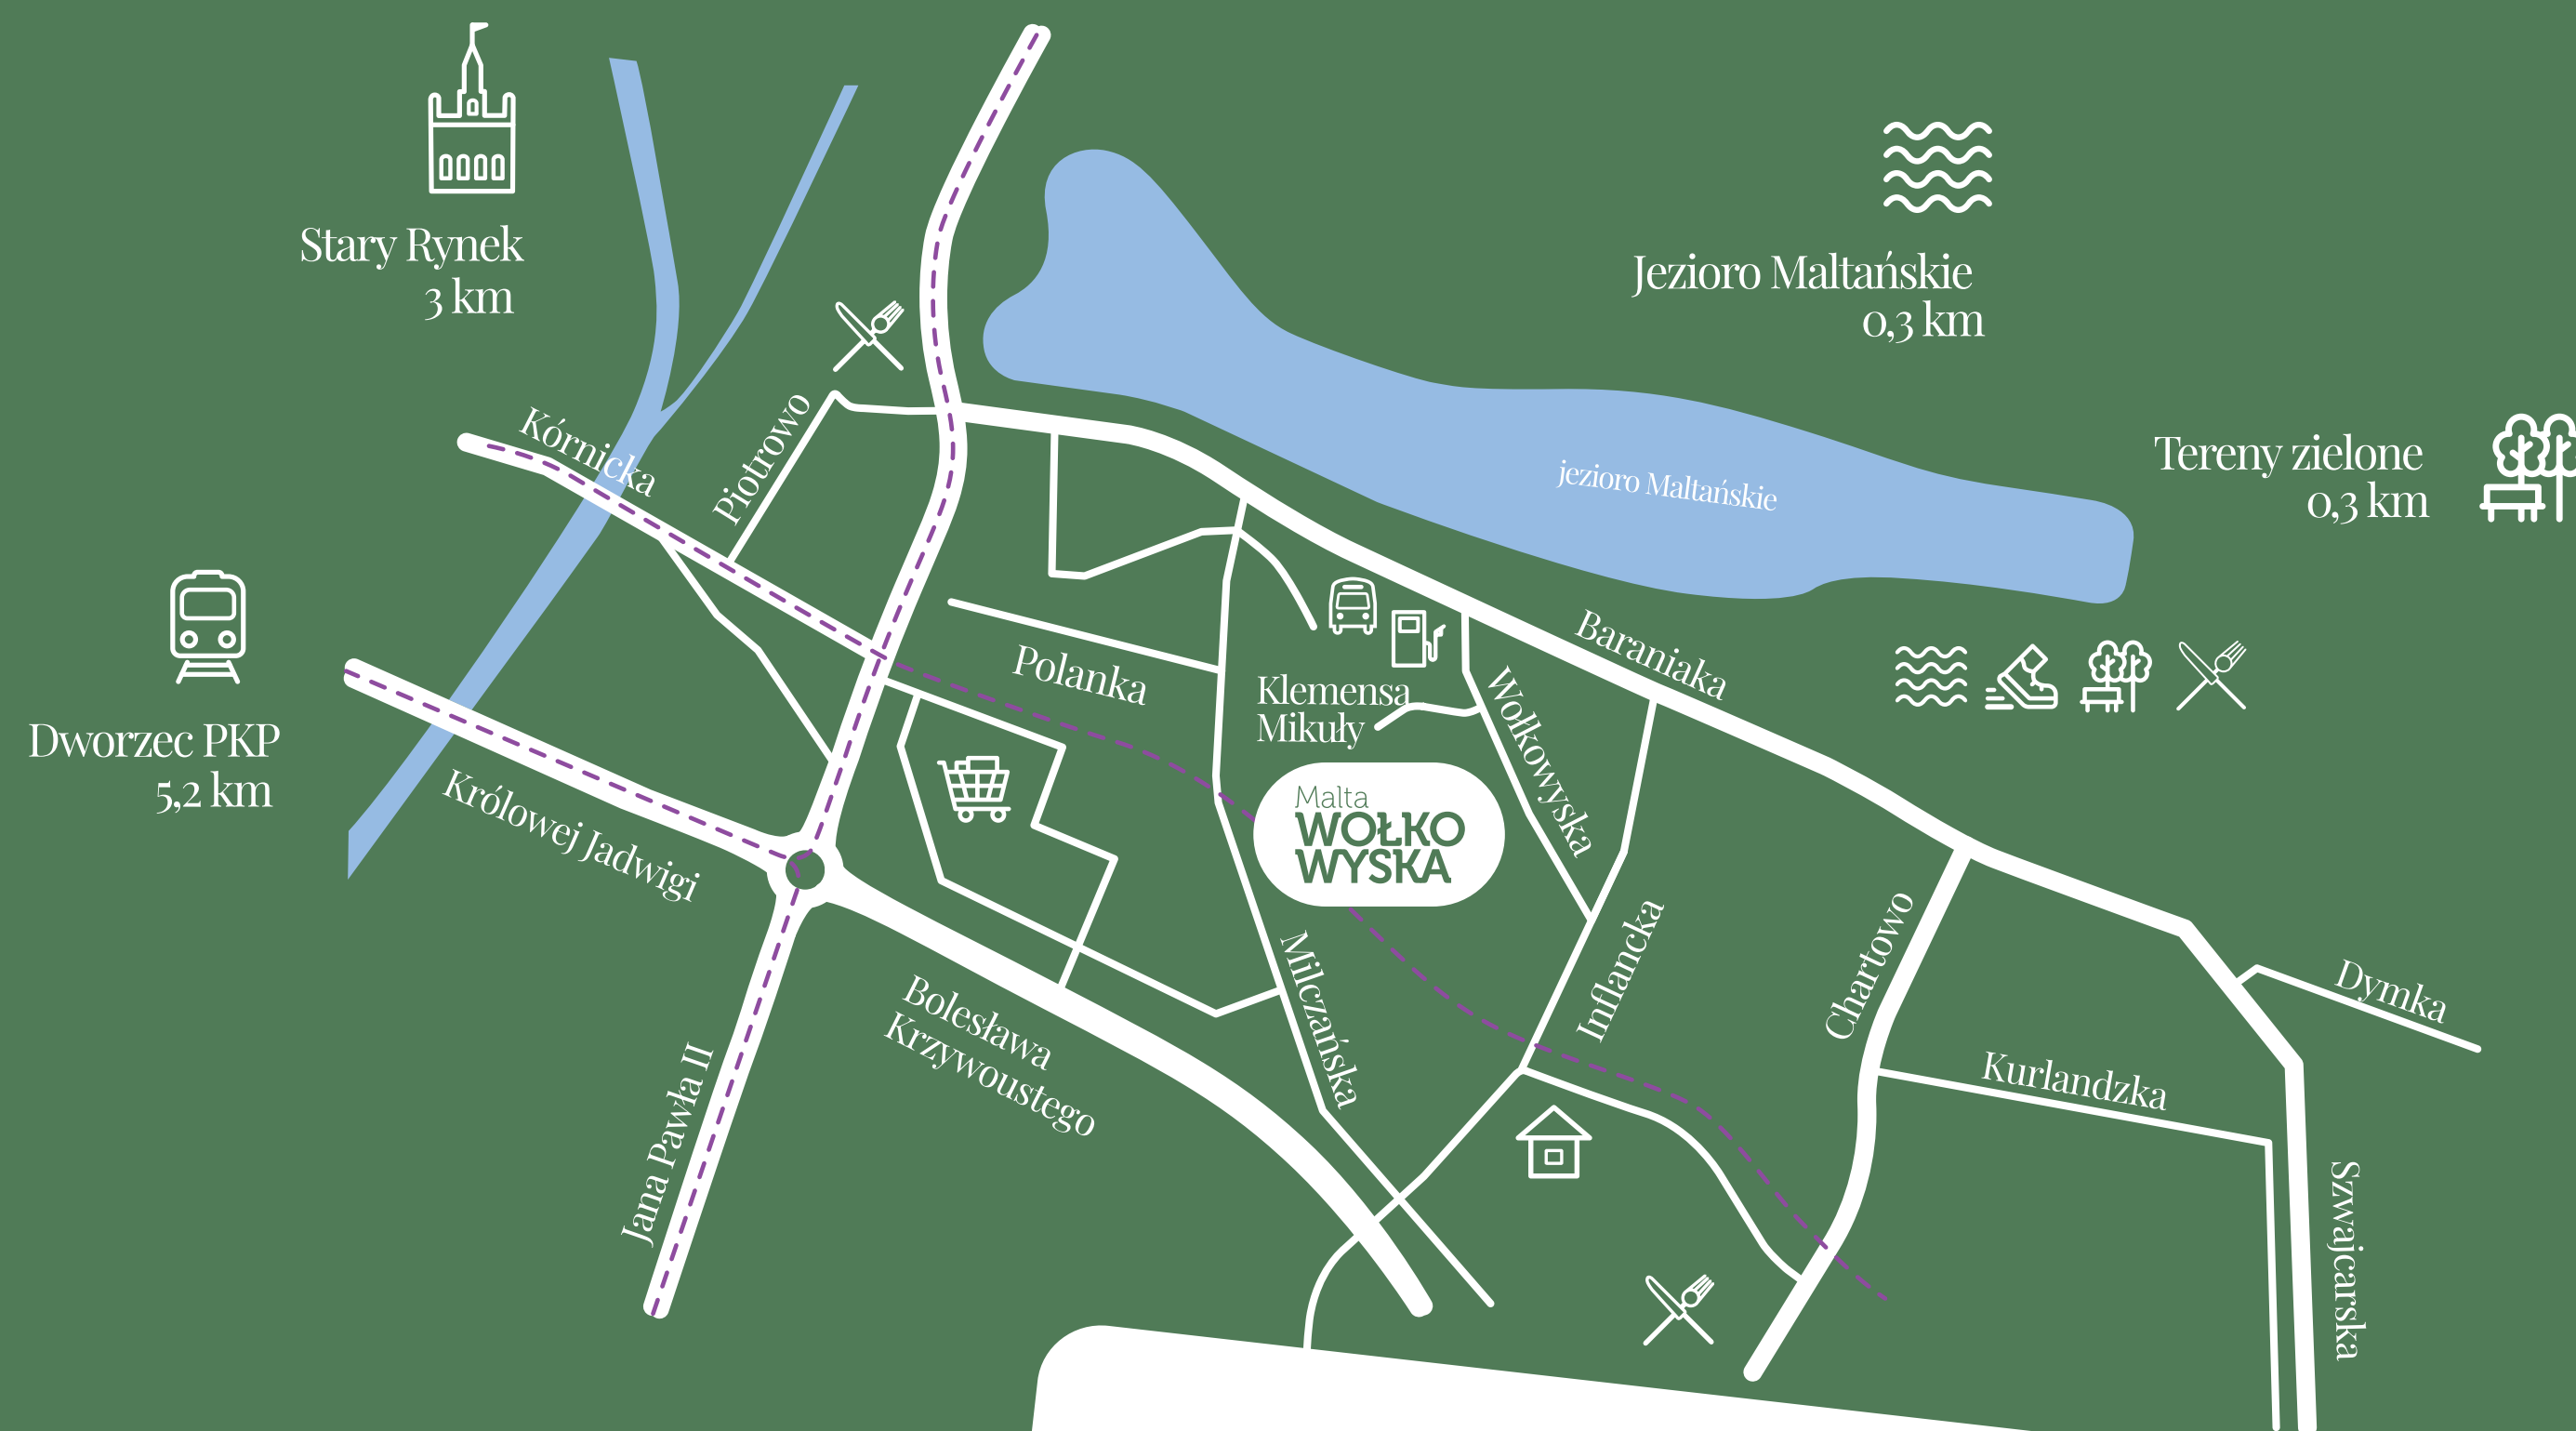 Stary Rynek
3 km
Jezioro Maltańskie
0,3 km
Tereny zielone
0,3 km
Kórnicka
Piotrowo
jezioro Maltańskie
Dworzec PKP
5,2 km
Polanka
Baraniaka
Klemensa
Mikuły
Wołkowyska
Królowej Jadwigi
Malta
WOŁKO
WYSKA
Milczańska
Inflancka
Chartowo
Dymka
Bolesława
Krzywoustego
Jana Pawła II
Kurlandzka
Szwajcarska